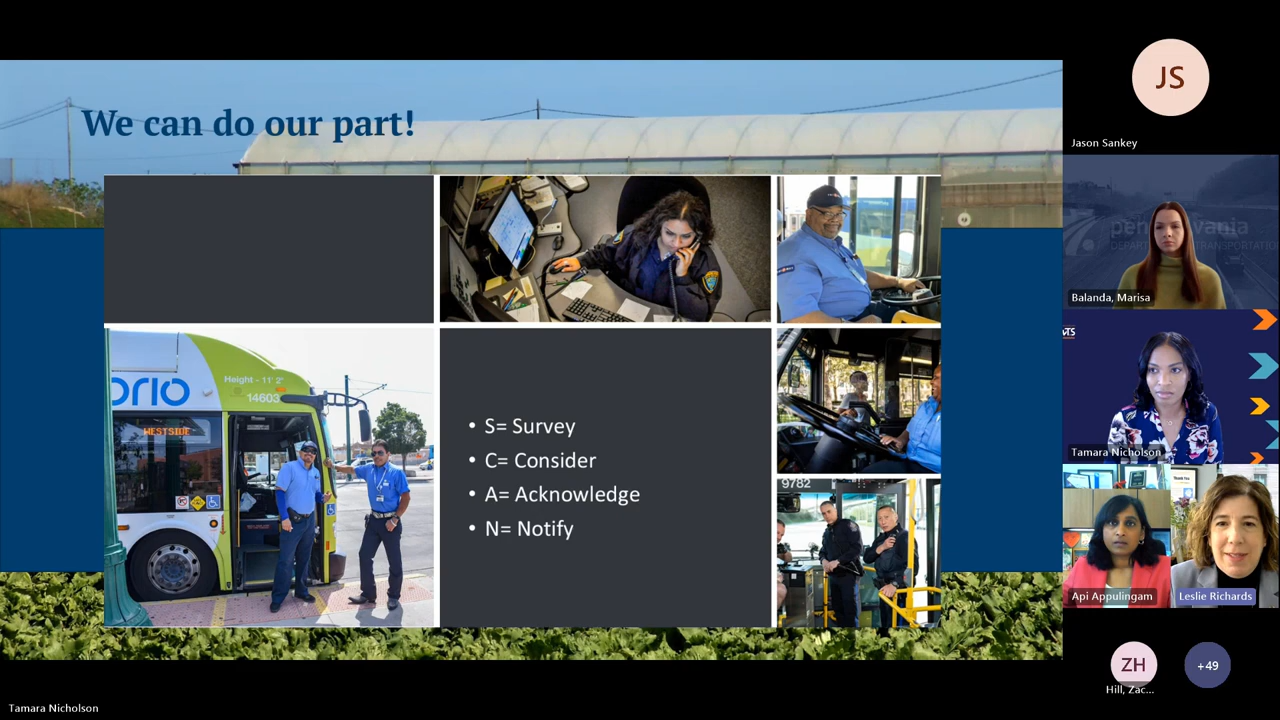 We can do our part!
orio
Height - 11' 2"
14603
WESTSIDE
• S= Survey
• C= Consider
• A= Acknowledge
• N= Notify
9782
JS
Jason Sankey
Balanda, Marisa
Tamara Nicholson
Api Appulingam
Leslie Richards
ZH
Hill, Zac...
+49
Tamara Nicholson